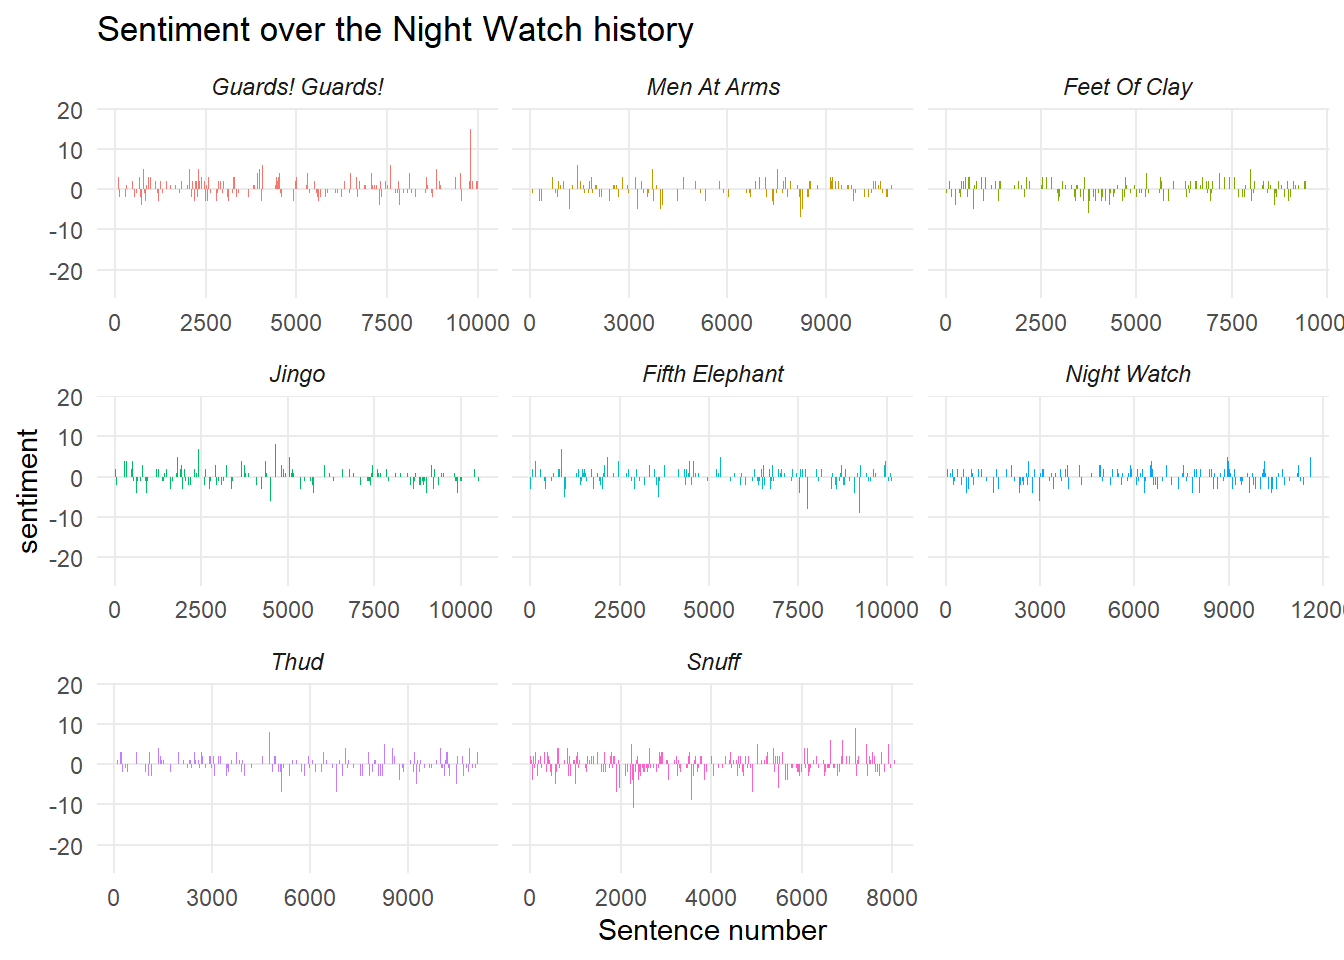 Sentiment over the Night Watch history
Guards! Guards!
Men At Arms
Feet Of Clay
20
10
0
-10
-20
0 2500 5000 7500 10000
0 3000 6000 9000
0 2500 5000 7500 1000
Jingo
Fifth Elephant
Night Watch
sentiment
20
10
0
-10
-20
0 2500 5000 7500 10000
0 2500 5000 7500 10000
0 3000 6000 9000 12000
Thud
Snuff
20
10
0
-10
-20
0 3000 6000 9000
0 2000 4000 6000 8000
Sentence number